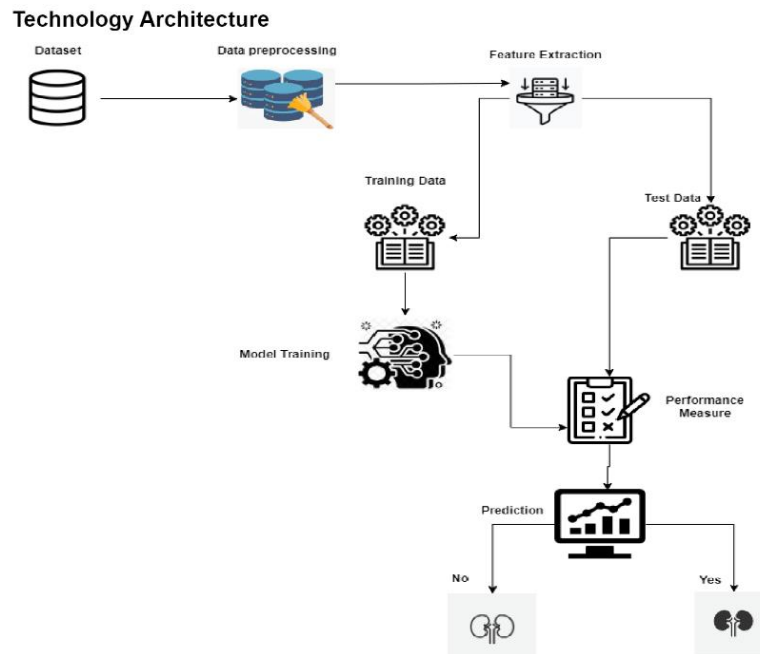 Technology Architecture
Dataset
Data preprocessing
Feature Extraction
Training Data
Test Data
Model Training
Performance
Measure
Prediction
No
Yes